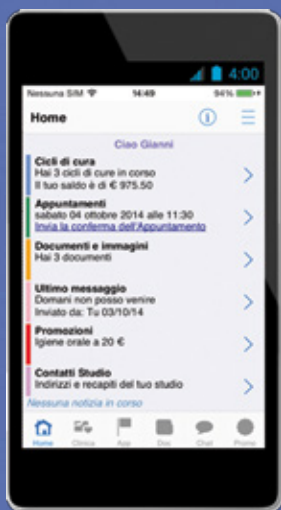 4:00
Nessuna SIM 14:49 94%
Home
Ciao Gianni
Cicli di cura
Hai 3 cicli di cure in corso
Il tuo saldo è di € 975.50
Appuntamenti
sabato 04 ottobre 2014 alle 11:30
Invia la conferma dell'Appuntamento
Documenti e immagini
Hai 3 documenti
Ultimo messaggio
Domani non posso venire
Inviato da: Tu 03/10/14
Promozioni
Igiene orale a 20 €
Contatti Studio
Indirizzi e recapiti del tuo studio
Nessuna notizia in corso
Home Clinica App Doc Chat Promo